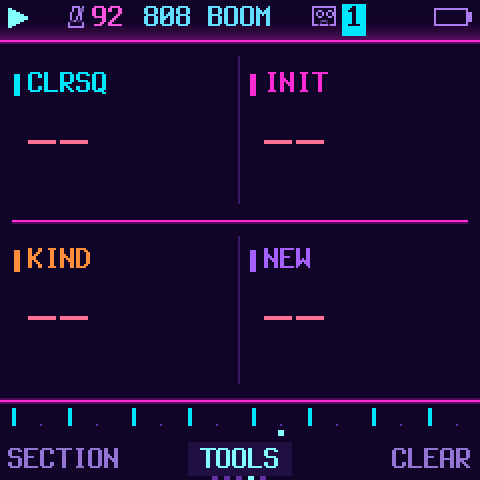 92 808 BOOM 1
CLRSQ INIT
-- --
KIND NEW
-- --
SECTION TOOLS CLEAR